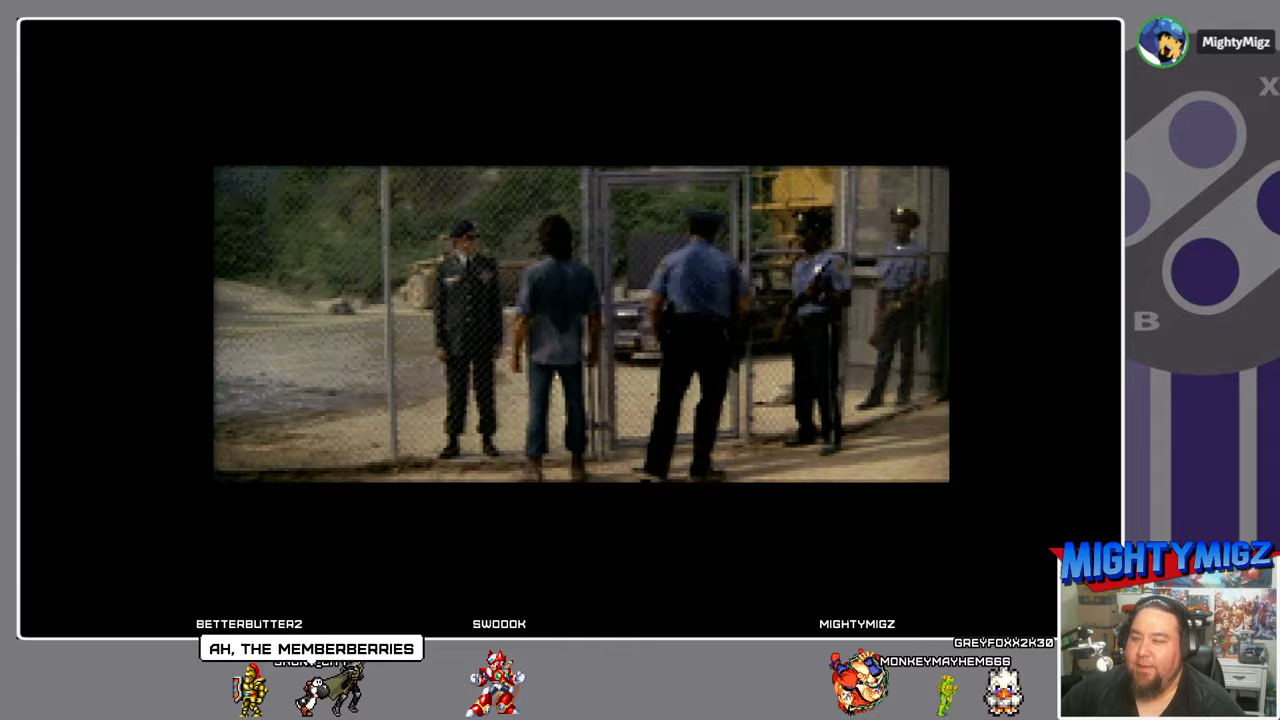 MightyMigz
X
B
MIGHTYMIGZ
BETTERBUTTER2
SWOOOK
MIGHTYMIGZ
AH, THE MEMBERBERRIES
GREYFOXX2K30
MONKEYMAYHEM666